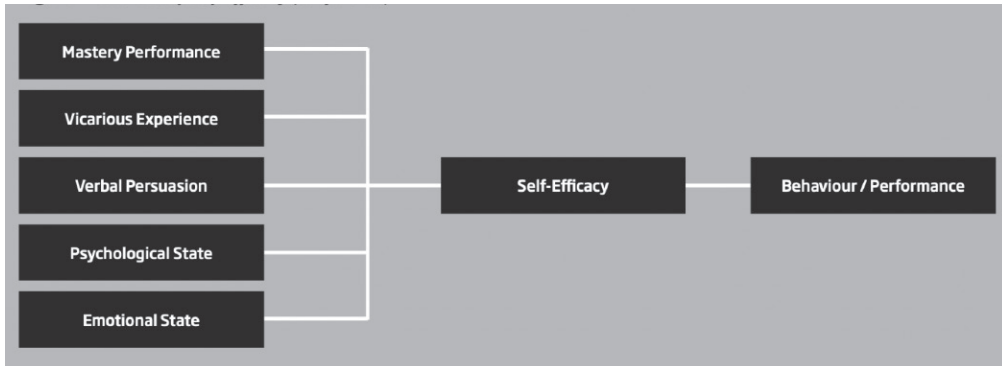 Mastery Performance
Vicarious Experience
Verbal Persuasion
Self-Efficacy
Behaviour / Performance
Psychological State
Emotional State